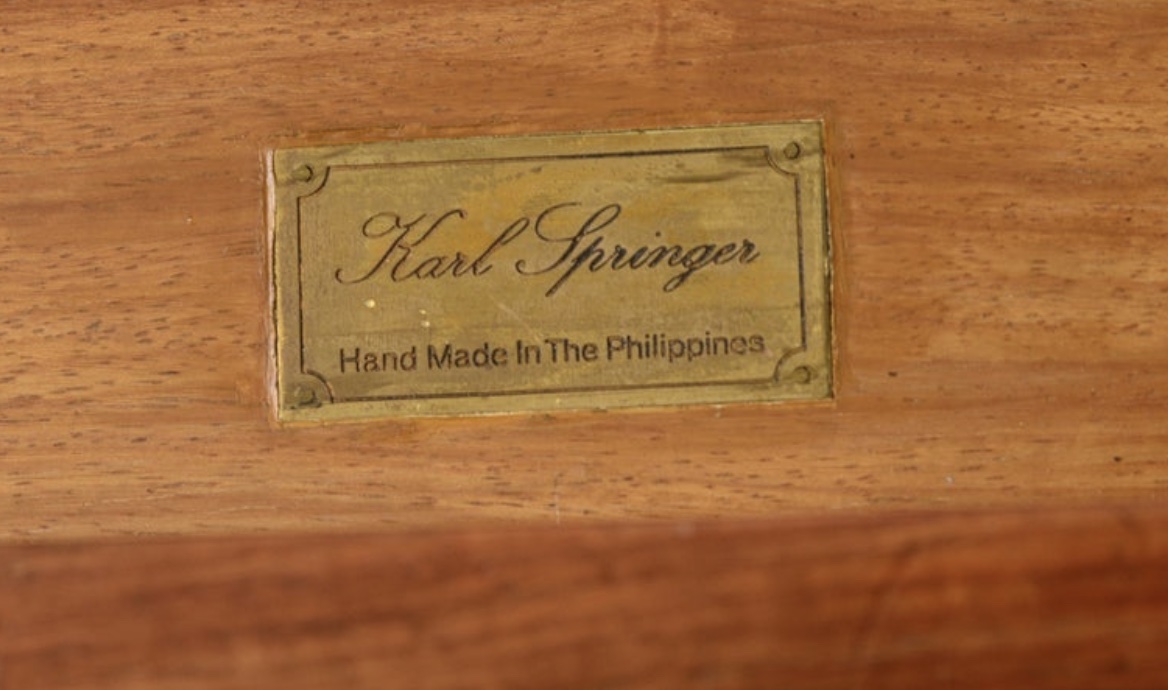 Karl Springer
Hand Made In The Philippines